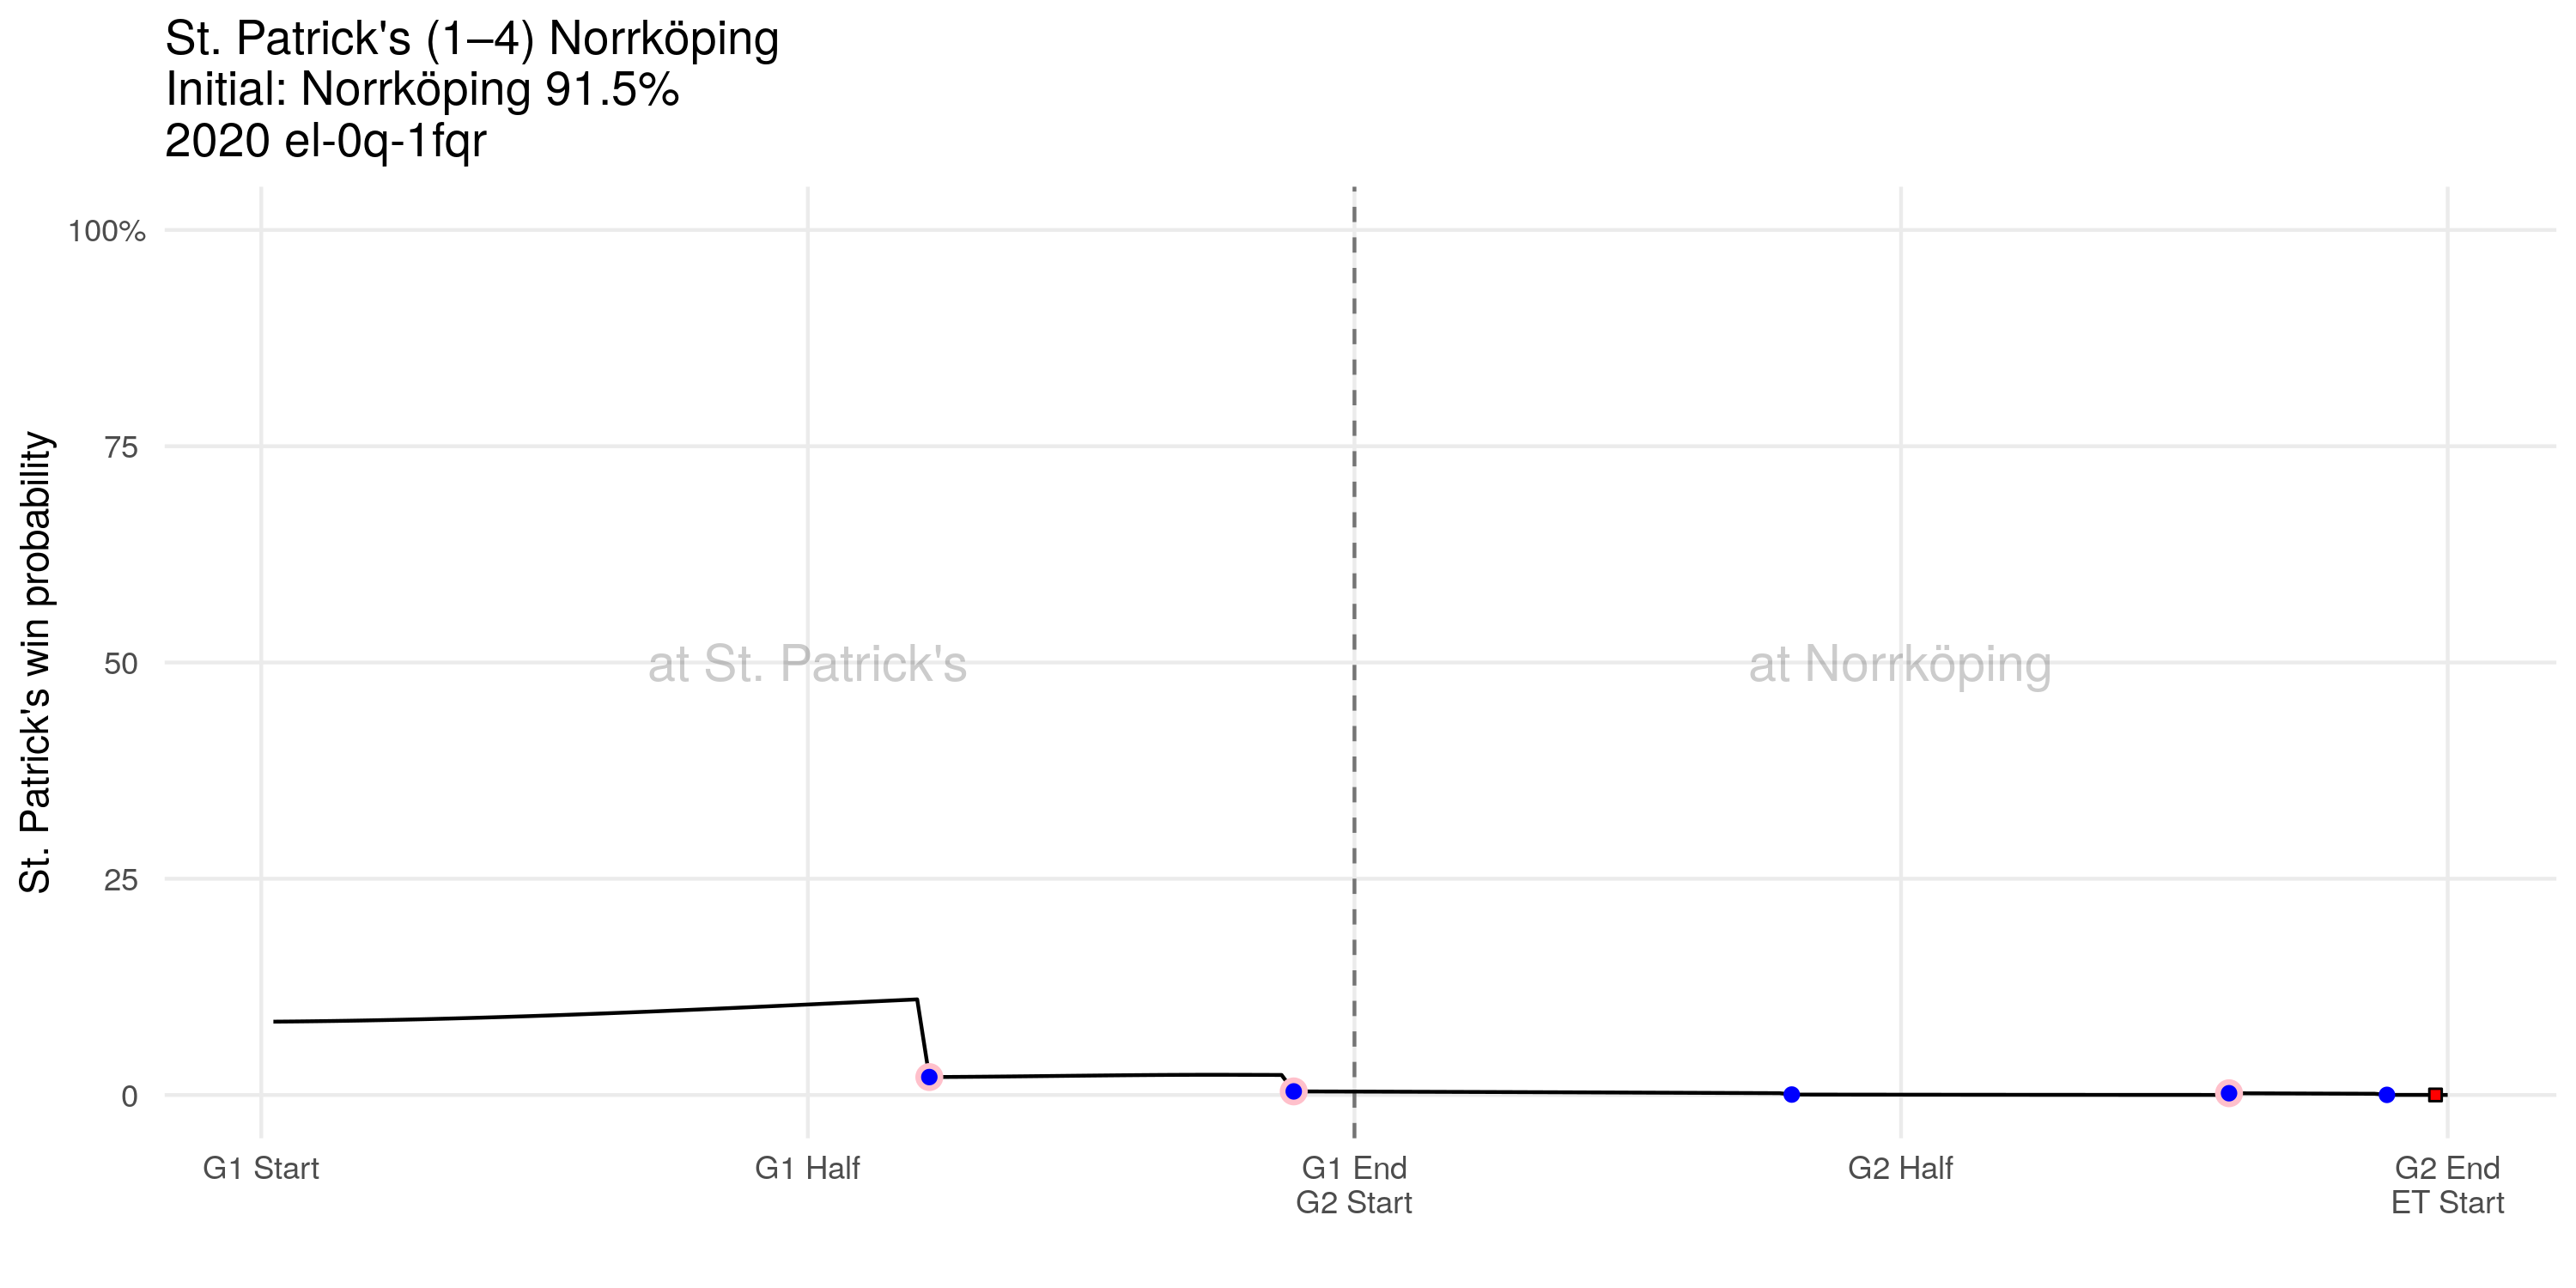 St. Patrick's (1–4) Norrköping
Initial: Norrköping 91.5%
2020 el-0q-1fqr
St. Patrick's win probability
100%
75
50
25
0
at St. Patrick's
at Norrköping
G1 Start
G1 Half
G1 End
G2 Start
G2 Half
G2 End
ET Start